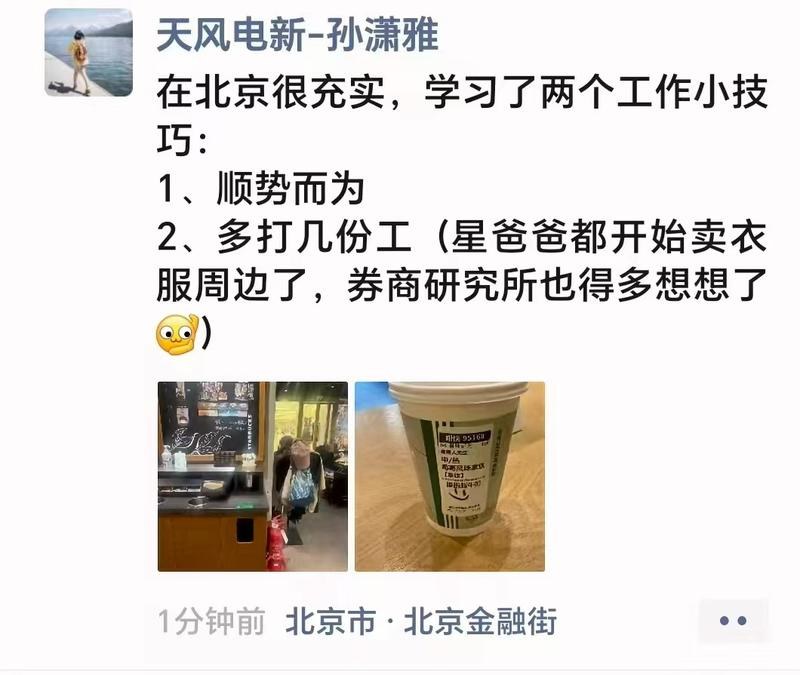 天风电新-孙潇雅
在北京很充实，学习了两个工作小技
巧：
1、顺势而为
2、多打几份工（星爸爸都开始卖衣
服周边了，券商研究所也得多想想了
）
STARBUCKS
1分钟前 北京市 · 北京金融街